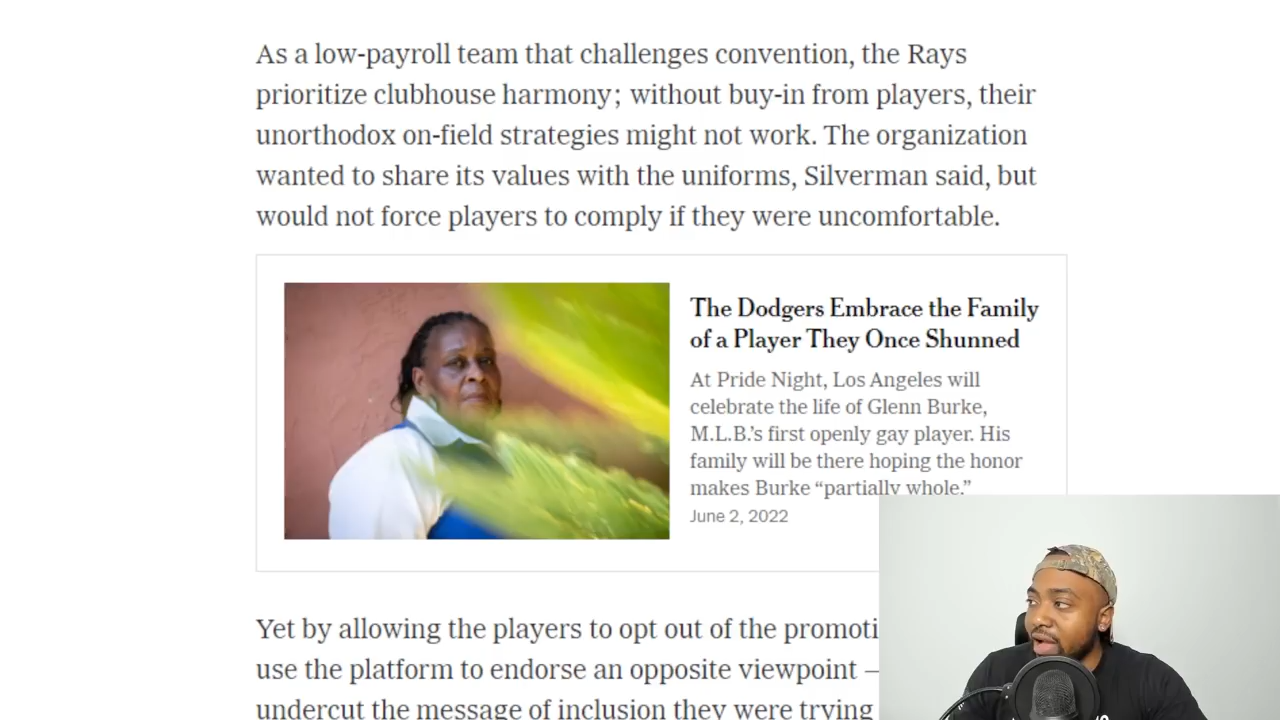 As a low-payroll team that challenges convention, the Rays
prioritize clubhouse harmony; without buy-in from players, their
unorthodox on-field strategies might not work. The organization
wanted to share its values with the uniforms, Silverman said, but
would not force players to comply if they were uncomfortable.
The Dodgers Embrace the Family
of a Player They Once Shunned
At Pride Night, Los Angeles will
celebrate the life of Glenn Burke,
M.L.B.’s first openly gay player. His
family will be there hoping the honor
makes Burke “partially whole.”
June 2, 2022
Yet by allowing the players to opt out of the promoti
use the platform to endorse an opposite viewpoint —
undercut the message of inclusion they were trying